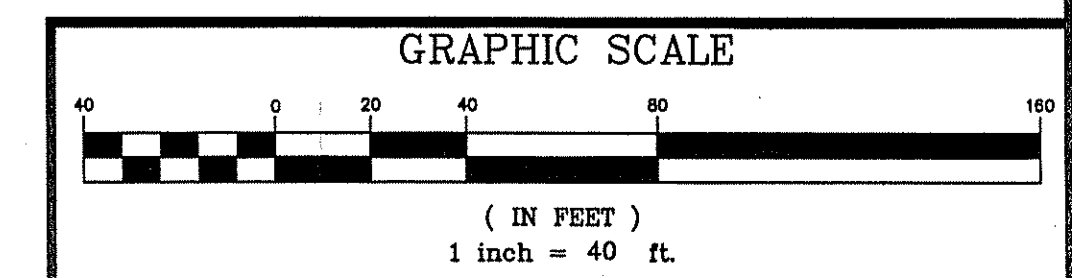 GRAPHIC SCALE
40 0 20 40 80 160
( IN FEET )
1 inch = 40 ft.